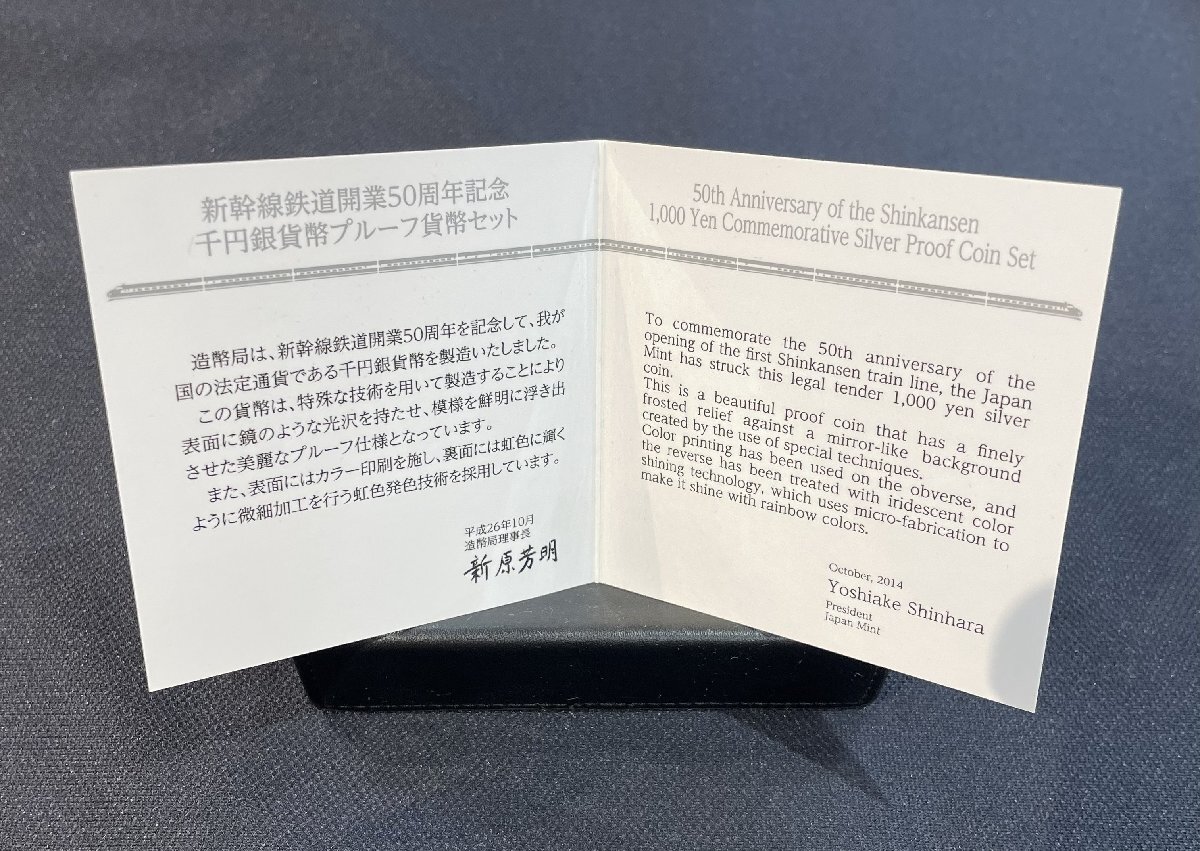 新幹線鉄道開業50周年記念
千円銀貨幣プルーフ貨幣セット
造幣局は、新幹線鉄道開業50周年を記念して、我が
国の法定通貨である千円銀貨幣を製造いたしました。
この貨幣は、特殊な技術を用いて製造することにより
表面に鏡のような光沢を持たせ、模様を鮮明に浮き出
させた美麗なプルーフ仕様となっています。
また、表面にはカラー印刷を施し、裏面には虹色に輝く
ように微細加工を行う虹色発色技術を採用しています。
平成26年10月
造幣局理事長
新原芳明
50th Anniversary of the Shinkansen
1,000 Yen Commemorative Silver Proof Coin Set
To commemorate the 50th anniversary of the
opening of the first Shinkansen train line, the Japan
Mint has struck this legal tender 1,000 yen silver
coin.
This is a beautiful proof coin that has a finely
frosted relief against a mirror-like background
created by the use of special techniques.
Color printing has been used on the obverse, and
the reverse has been treated with iridescent color
shining technology, which uses micro-fabrication to
make it shine with rainbow colors.
October, 2014
Yoshiake Shinhara
President
Japan Mint